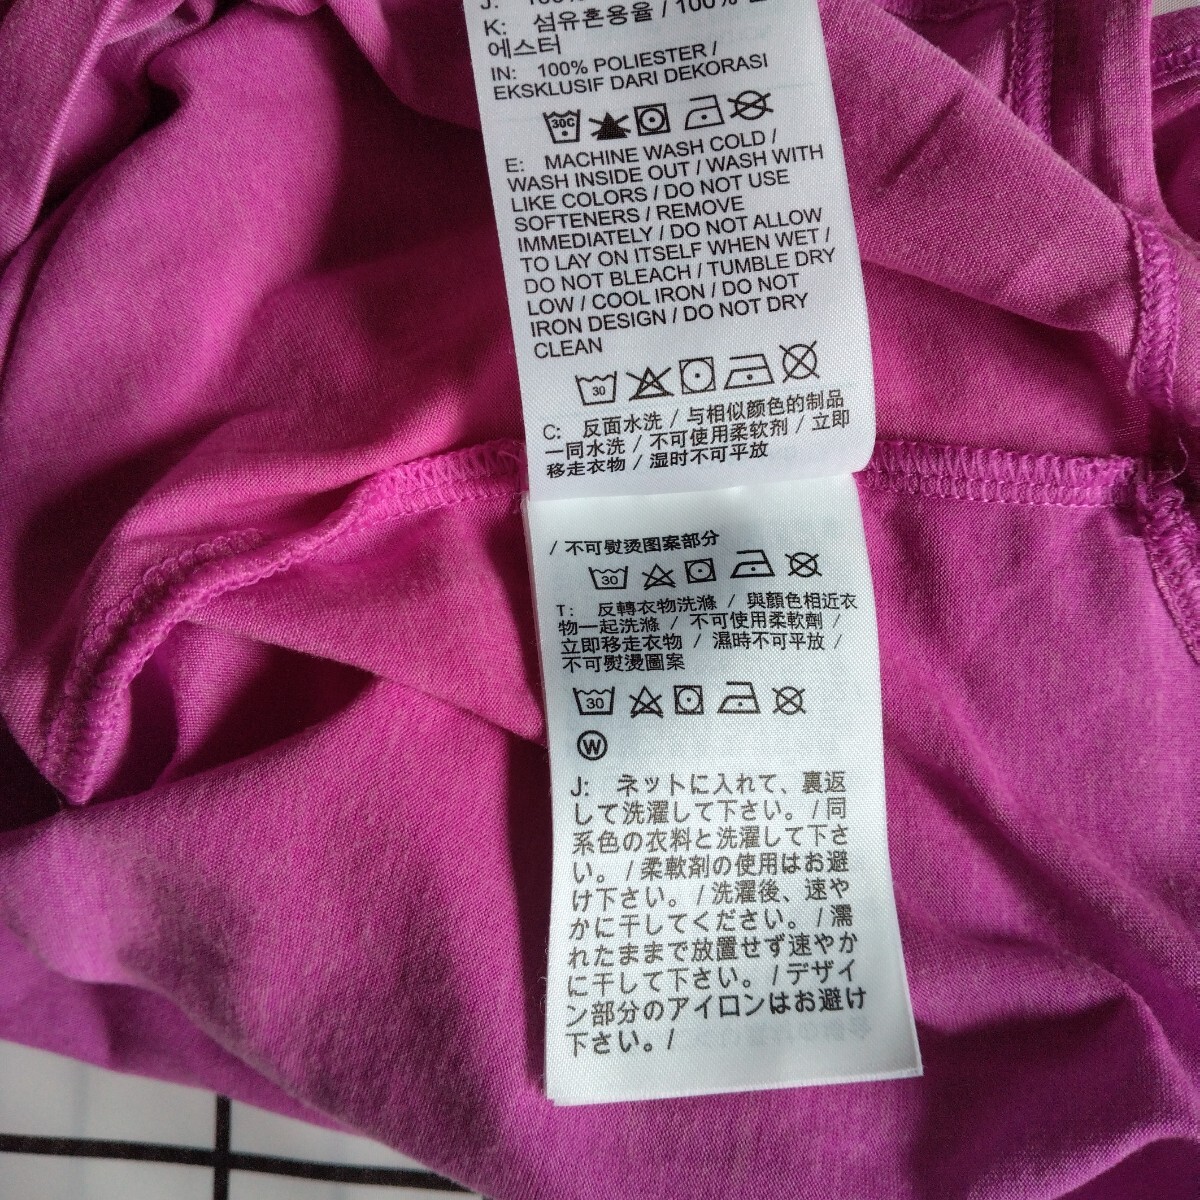 J: 100%
K: 섬유혼용율 / 100%
에스터
IN: 100% POLIESTER /
EKSKLUSIF DARI DEKORASI
30C
E: MACHINE WASH COLD /
WASH INSIDE OUT / WASH WITH
LIKE COLORS / DO NOT USE
SOFTENERS / REMOVE
IMMEDIATELY / DO NOT ALLOW
TO LAY ON ITSELF WHEN WET /
DO NOT BLEACH / TUMBLE DRY
LOW / COOL IRON / DO NOT
IRON DESIGN / DO NOT DRY
CLEAN
30
C: 反面水洗 / 与相似颜色的制品
一同水洗 / 不可使用柔软剂 / 立即
移走衣物 / 湿时不可平放
/ 不可熨烫图案部分
30
T: 反轉衣物洗滌 / 與顏色相近衣
物一起洗滌 / 不可使用柔軟劑 /
立即移走衣物 / 濕時不可平放 /
不可熨燙圖案
30
W
J: ネットに入れて、裏返
して洗濯して下さい。/同
系色の衣料と洗濯して下さ
い。/柔軟剤の使用はお避
け下さい。/洗濯後、速や
かに干してください。/濡
れたままで放置せず速やか
に干して下さい。/デザイ
ン部分のアイロンはお避け
下さい。/